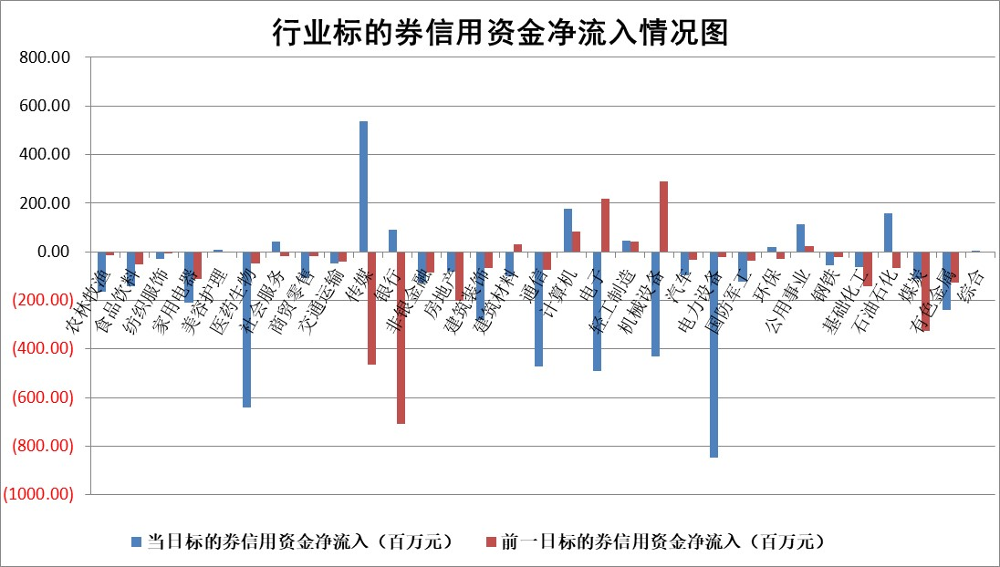 行业标的券信用资金净流入情况图
800.00
600.00
400.00
200.00
0.00
(200.00)
(400.00)
(600.00)
(800.00)
(1000.00)
农林牧渔
食品饮料
纺织服饰
家用电器
美容护理
医药生物
社会服务
商贸零售
交通运输
传媒
银行
非银金融
房地产
建筑装饰
建筑材料
通信
计算机
电子
轻工制造
机械设备
汽车
电力设备
国防军工
环保
公用事业
钢铁
基础化工
石油石化
煤炭
有色金属
综合
当日标的券信用资金净流入（百万元）
前一日标的券信用资金净流入（百万元）